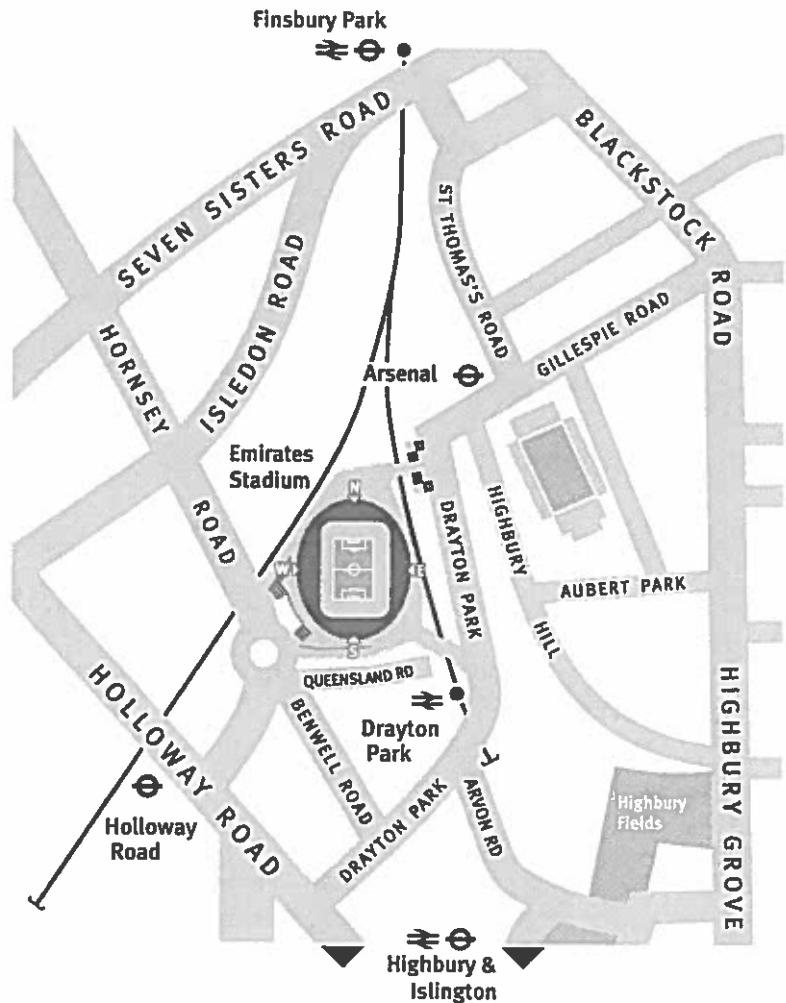 Finsbury Park
SEVEN SISTERS ROAD
BLACKSTOCK ROAD
ISLEDON ROAD
ST THOMAS'S ROAD
HORNSEY ROAD
GILLESPIE ROAD
Arsenal
Emirates
Stadium
N
W
E
S
DRAYTON PARK
HIGHBURY HILL
AUBERT PARK
QUEENSLAND RD
HOLLOWAY ROAD
BENWELL ROAD
Drayton
Park
DRAYTON PARK
ARVON RD
HIGHBURY GROVE
Highbury
Fields
Holloway
Road
Highbury &
Islington